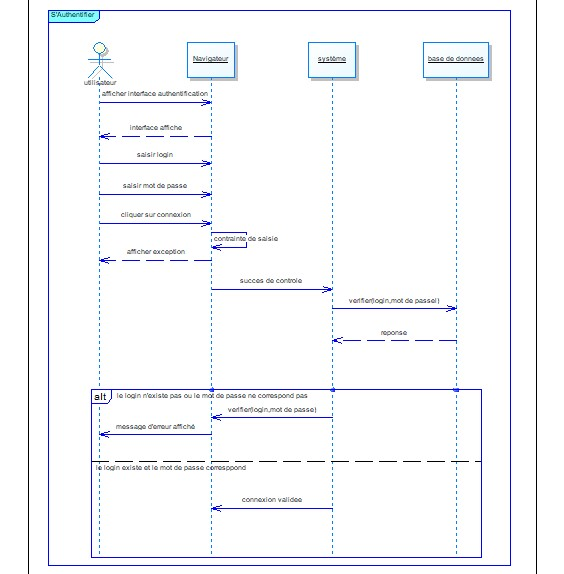 S'Authentifier
Navigateur
système
base de donnees
utilisateur
afficher interface authentification
interface affiche
saisir login
saisir mot de passe
cliquer sur connexion
contrainte de saisie
afficher exception
succes de controle
verifier(login,mot de passe))
reponse
alt
le login n'existe pas ou le mot de passe ne correspond pas
verifier(login,mot de passe)
message d'erreur affiché
le login existe et le mot de passe corresppond
connexion validee